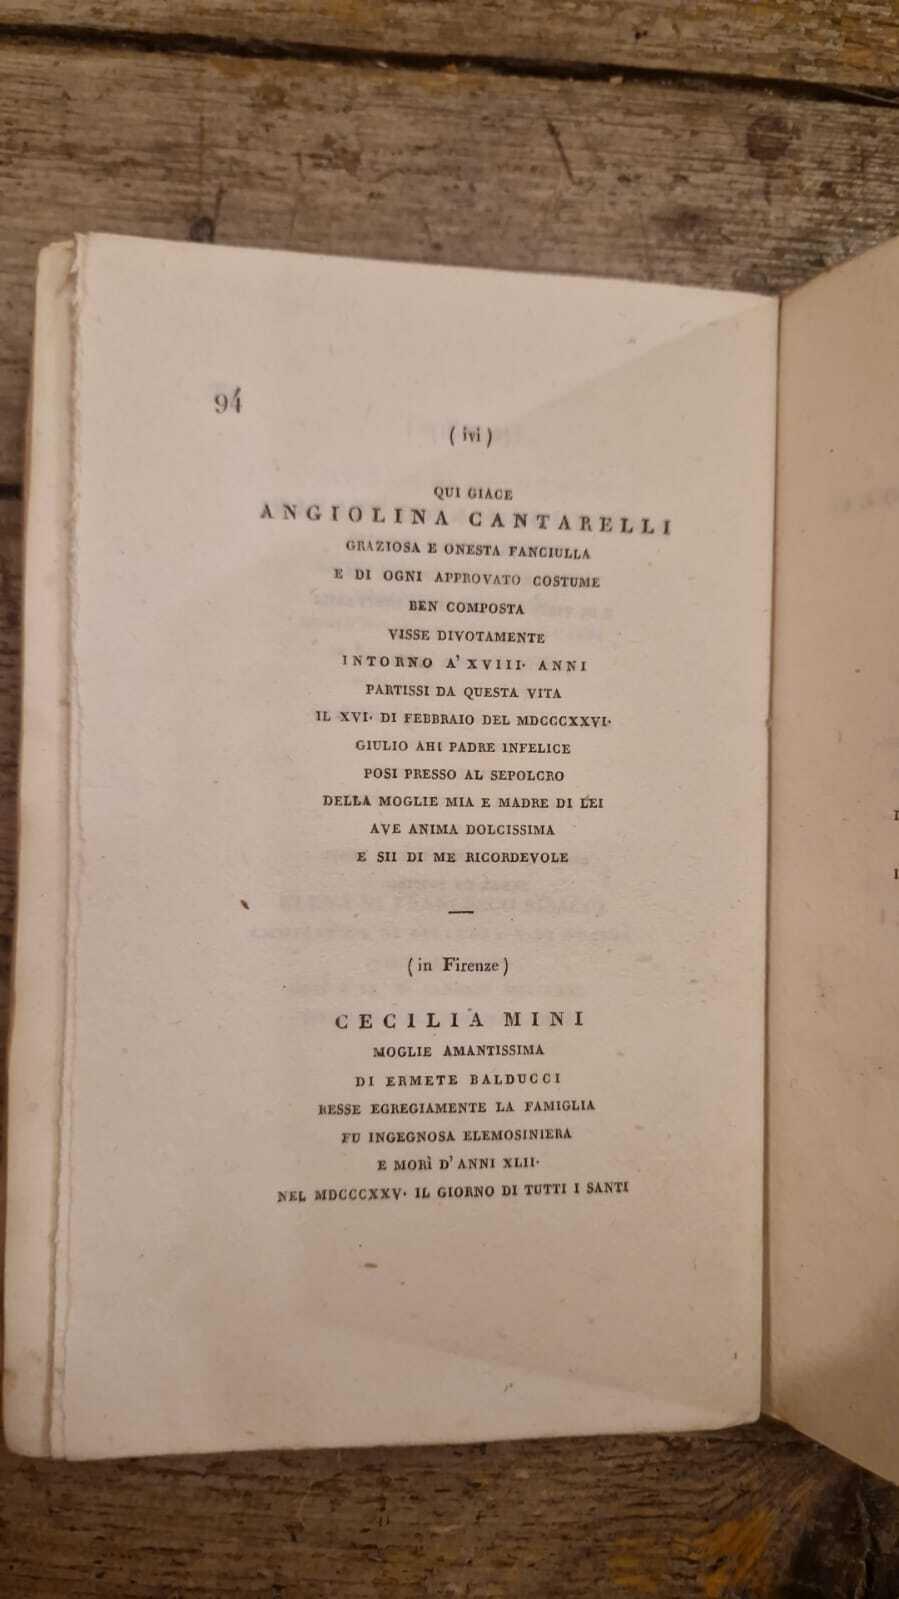 94
( ivi )
QUI GIACE
ANGIOLINA CANTARELLI
GRAZIOSA E ONESTA FANCIULLA
E DI OGNI APPROVATO COSTUME
BEN COMPOSTA
VISSE DIVOTAMENTE
INTORNO A' XVIII· ANNI
PARTISSI DA QUESTA VITA
IL XVI· DI FEBBRAIO DEL MDCCCXXVI·
GIULIO AHI PADRE INFELICE
POSI PRESSO AL SEPOLCRO
DELLA MOGLIE MIA E MADRE DI LEI
AVE ANIMA DOLCISSIMA
E SII DI ME RICORDEVOLE
—
( in Firenze )
CECILIA MINI
MOGLIE AMANTISSIMA
DI ERMETE BALDUCCI
RESSE EGREGIAMENTE LA FAMIGLIA
FU INGEGNOSA ELEMOSINIERA
E MORÌ D' ANNI XLII·
NEL MDCCCXXV· IL GIORNO DI TUTTI I SANTI